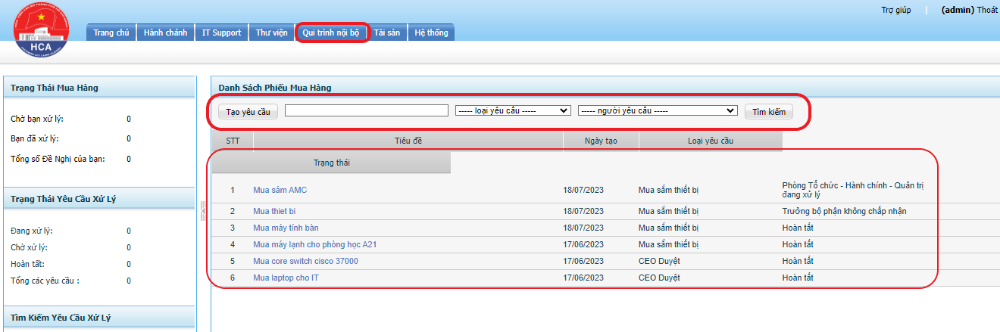 Trợ giúp (admin) Thoát
Trang chủ Hành chánh IT Support Thư viện Qui trình nội bộ Tài sản Hệ thống
HCA
Trạng Thái Mua Hàng
Chờ bạn xử lý: 0
Bạn đã xử lý: 0
Tổng số Đề Nghị của bạn: 0
Trạng Thái Yêu Cầu Xử Lý
Đang xử lý: 0
Chờ xử lý: 0
Hoàn tất: 0
Tổng các yêu cầu : 0
Tìm Kiếm Yêu Cầu Xử Lý
Danh Sách Phiếu Mua Hàng
Tạo yêu cầu ----- loại yêu cầu ----- ----- người yêu cầu ----- Tìm kiếm
STT Tiêu đề Ngày tạo Loại yêu cầu
Trạng thái
1 Mua sắm AMC 18/07/2023 Mua sắm thiết bị Phòng Tổ chức - Hành chính - Quản trị
đang xử lý
2 Mua thiet bi 18/07/2023 Mua sắm thiết bị Trưởng bộ phận không chấp nhận
3 Mua máy tính bàn 18/07/2023 Mua sắm thiết bị Hoàn tất
4 Mua máy lạnh cho phòng học A21 17/06/2023 Mua sắm thiết bị Hoàn tất
5 Mua core switch cisco 37000 17/06/2023 CEO Duyệt Hoàn tất
6 Mua laptop cho IT 17/06/2023 CEO Duyệt Hoàn tất